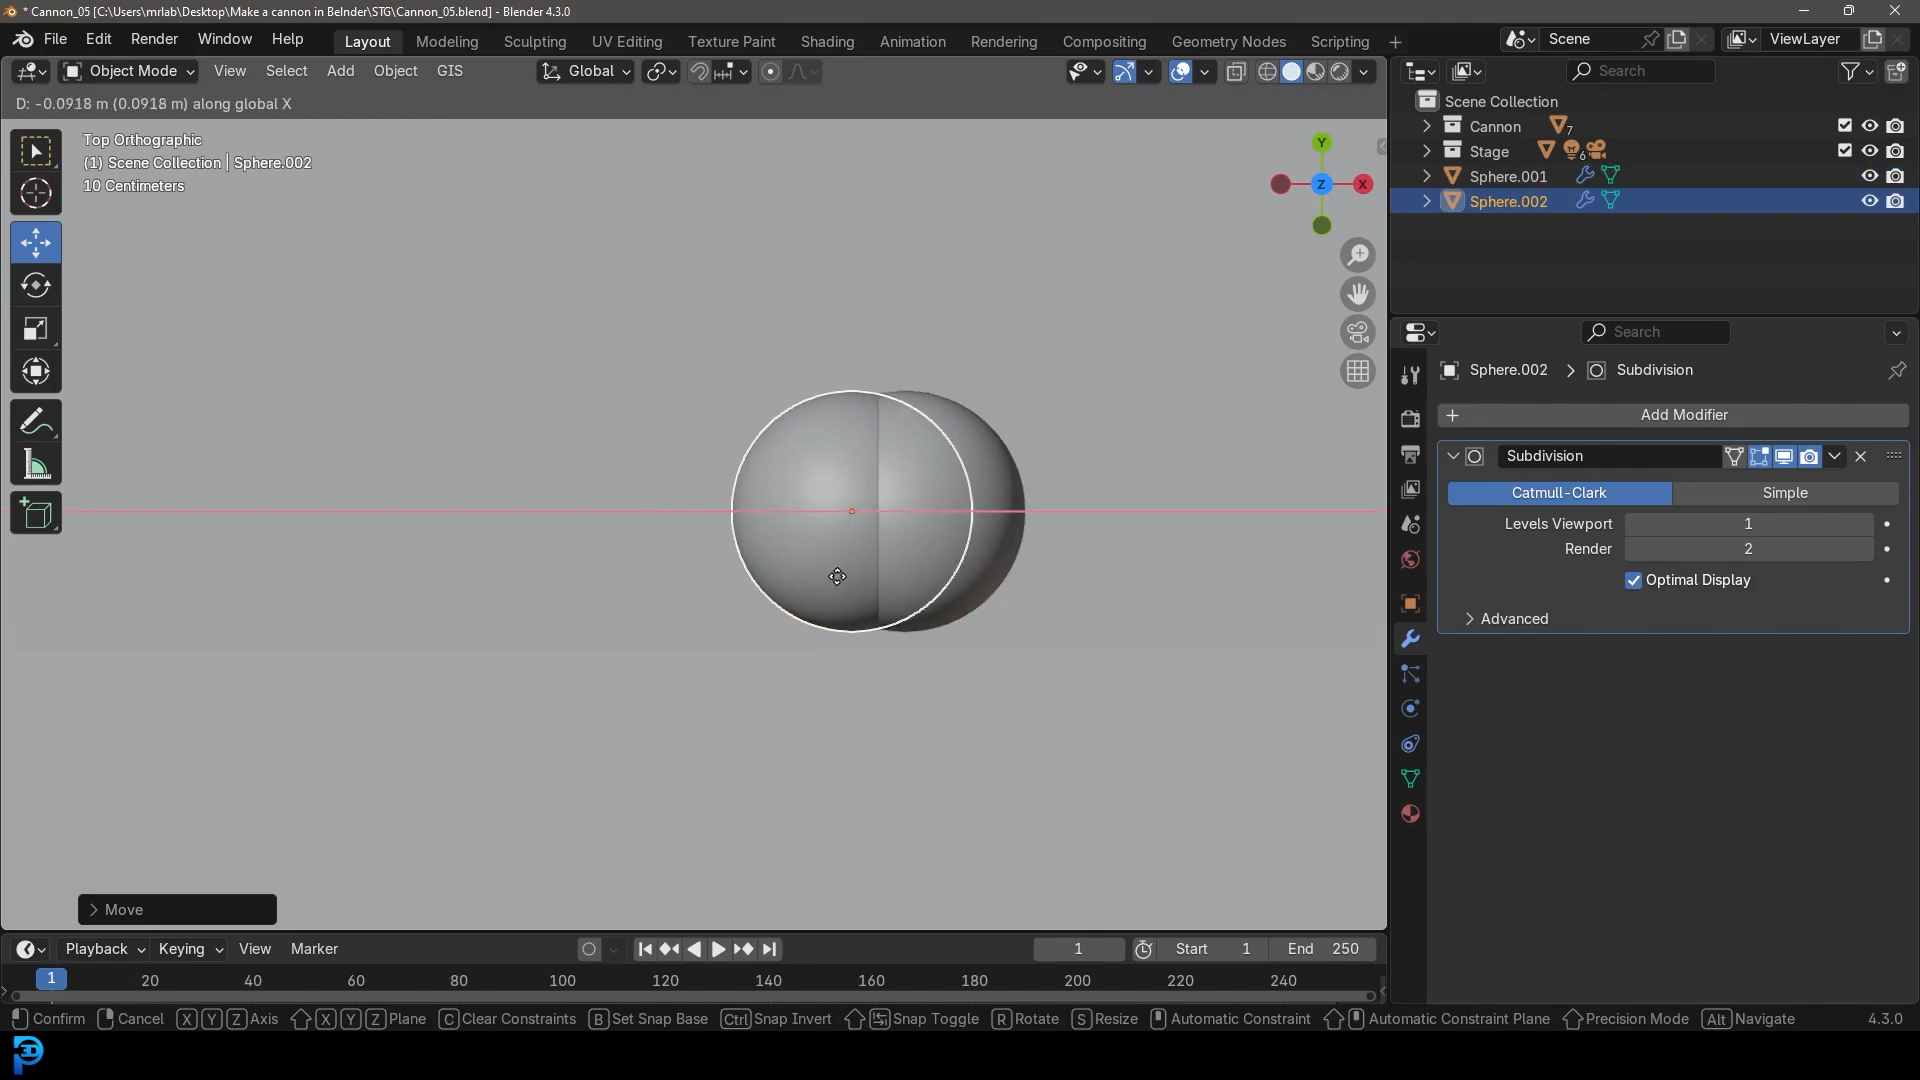 * Cannon_05 [C:\Users\mrlab\Desktop\Make a cannon in Belnder\STG\Cannon_05.blend] - Blender 4.3.0
File Edit Render Window Help Layout Modeling Sculpting UV Editing Texture Paint Shading Animation Rendering Compositing Geometry Nodes Scripting + Scene ViewLayer
Object Mode View Select Add Object GIS Global Search
D: -0.0918 m (0.0918 m) along global X
Scene Collection
Cannon 7
Stage 6
Sphere.001
Sphere.002
Top Orthographic
(1) Scene Collection | Sphere.002
10 Centimeters
Y
Z X
Search
Sphere.002 > Subdivision
+ Add Modifier
Subdivision
Catmull-Clark Simple
Levels Viewport 1
Render 2
Optimal Display
Advanced
> Move
Playback Keying View Marker 1 Start 1 End 250
1 20 40 60 80 100 120 140 160 180 200 220 240
Confirm Cancel X Y Z Axis X Y Z Plane C Clear Constraints B Set Snap Base Ctrl Snap Invert Snap Toggle R Rotate S Resize Automatic Constraint Automatic Constraint Plane Precision Mode Alt Navigate 4.3.0
3D